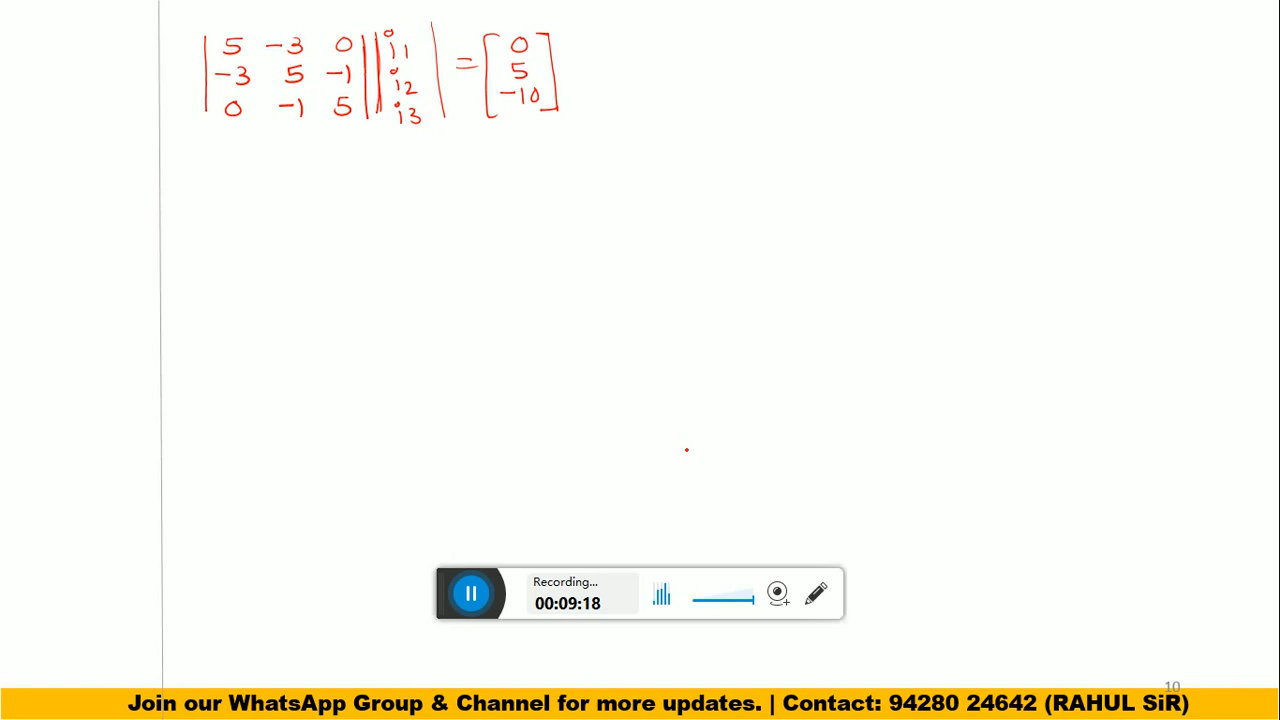 | 5 -3 0 | | i1 | = [ 0 ]
| -3 5 -1 | | i2 | [ 5 ]
| 0 -1 5 | | i3 | [ -10 ]
Recording...
00:09:18
10
Join our WhatsApp Group & Channel for more updates. | Contact: 94280 24642 (RAHUL SiR)